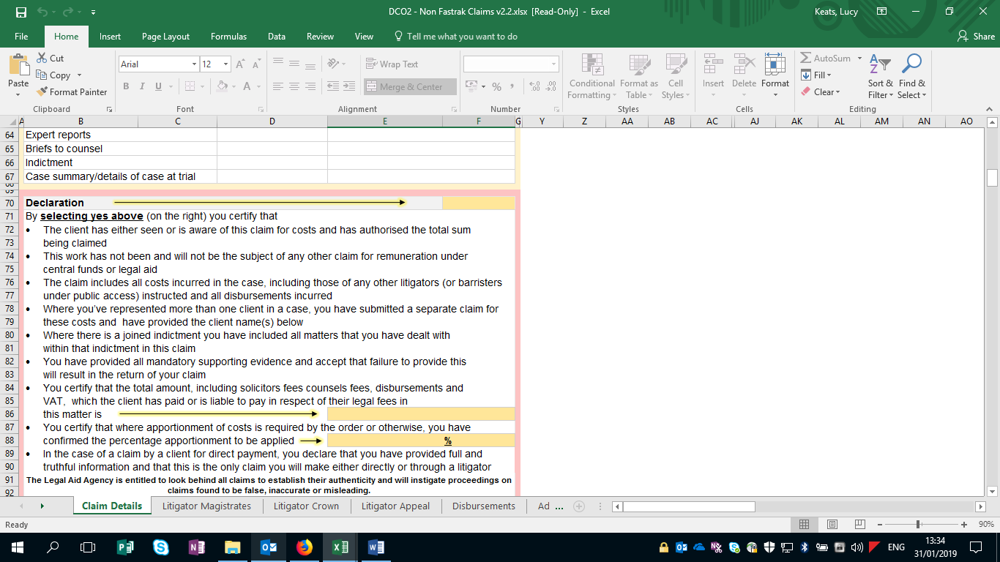 DCO2 - Non Fastrak Claims v2.2.xlsx [Read-Only] - Excel
Keats, Lucy
File Home Insert Page Layout Formulas Data Review View Tell me what you want to do Share
Paste
Cut
Copy
Format Painter
Clipboard
Arial 12
B I U
Font
Wrap Text
Merge & Center
Alignment
%
Number
Conditional Formatting
Format as Table
Cell Styles
Styles
Insert Delete Format
Cells
AutoSum
Fill
Clear
Sort & Filter
Find & Select
Editing
A B C D E F G Y Z AA AB AC AJ AK AL AM AN AO
64 Expert reports
65 Briefs to counsel
66 Indictment
67 Case summary/details of case at trial
68
69
70 Declaration
71 By selecting yes above (on the right) you certify that
72 • The client has either seen or is aware of this claim for costs and has authorised the total sum
73 being claimed
74 • This work has not been and will not be the subject of any other claim for remuneration under
75 central funds or legal aid
76 • The claim includes all costs incurred in the case, including those of any other litigators (or barristers
77 under public access) instructed and all disbursements incurred
78 • Where you've represented more than one client in a case, you have submitted a separate claim for
79 these costs and have provided the client name(s) below
80 • Where there is a joined indictment you have included all matters that you have dealt with
81 within that indictment in this claim
82 • You have provided all mandatory supporting evidence and accept that failure to provide this
83 will result in the return of your claim
84 • You certify that the total amount, including solicitors fees counsels fees, disbursements and
85 VAT, which the client has paid or is liable to pay in respect of their legal fees in
86 this matter is
87 • You certify that where apportionment of costs is required by the order or otherwise, you have
88 confirmed the percentage apportionment to be applied %
89 • In the case of a claim by a client for direct payment, you declare that you have provided full and
90 truthful information and that this is the only claim you will make either directly or through a litigator
91 The Legal Aid Agency is entitled to look behind all claims to establish their authenticity and will instigate proceedings on
92 claims found to be false, inaccurate or misleading.
Claim Details Litigator Magistrates Litigator Crown Litigator Appeal Disbursements Ad ...
Ready
90%
ENG
13:34
31/01/2019